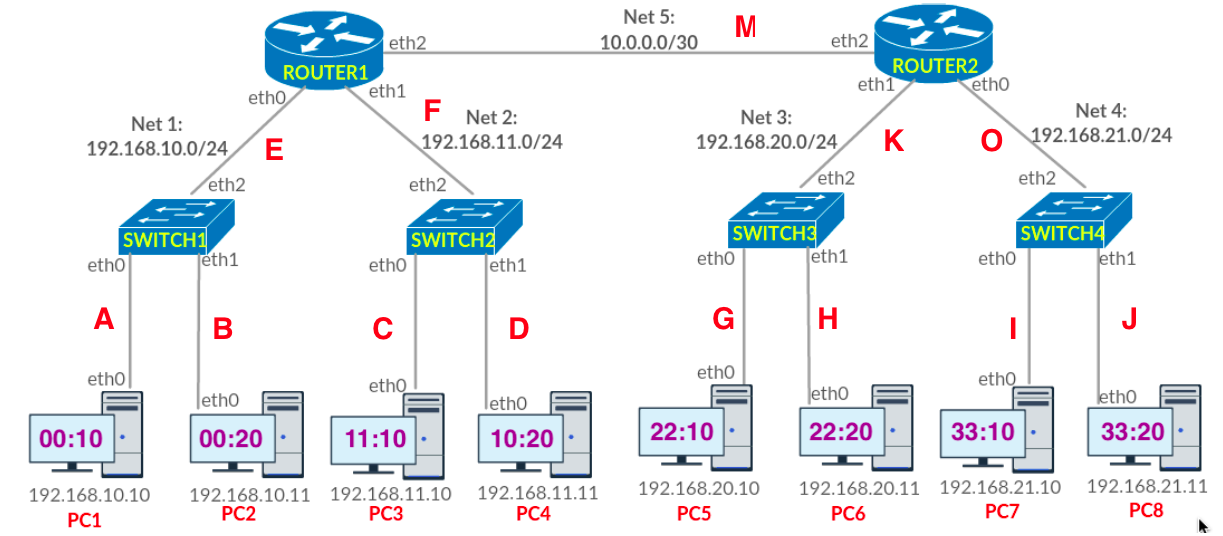 Net 5:
10.0.0.0/30
M
eth2
eth2
ROUTER1
ROUTER2
eth0
eth1
eth1
eth0
Net 1:
192.168.10.0/24
E
F
Net 2:
192.168.11.0/24
Net 3:
192.168.20.0/24
K
O
Net 4:
192.168.21.0/24
eth2
eth2
eth2
eth2
SWITCH1
SWITCH2
SWITCH3
SWITCH4
eth0
eth1
eth0
eth1
eth0
eth1
eth0
eth1
A
B
C
D
G
H
I
J
eth0
eth0
eth0
eth0
eth0
eth0
eth0
eth0
00:10
00:20
11:10
10:20
22:10
22:20
33:10
33:20
192.168.10.10
192.168.10.11
192.168.11.10
192.168.11.11
192.168.20.10
192.168.20.11
192.168.21.10
192.168.21.11
PC1
PC2
PC3
PC4
PC5
PC6
PC7
PC8